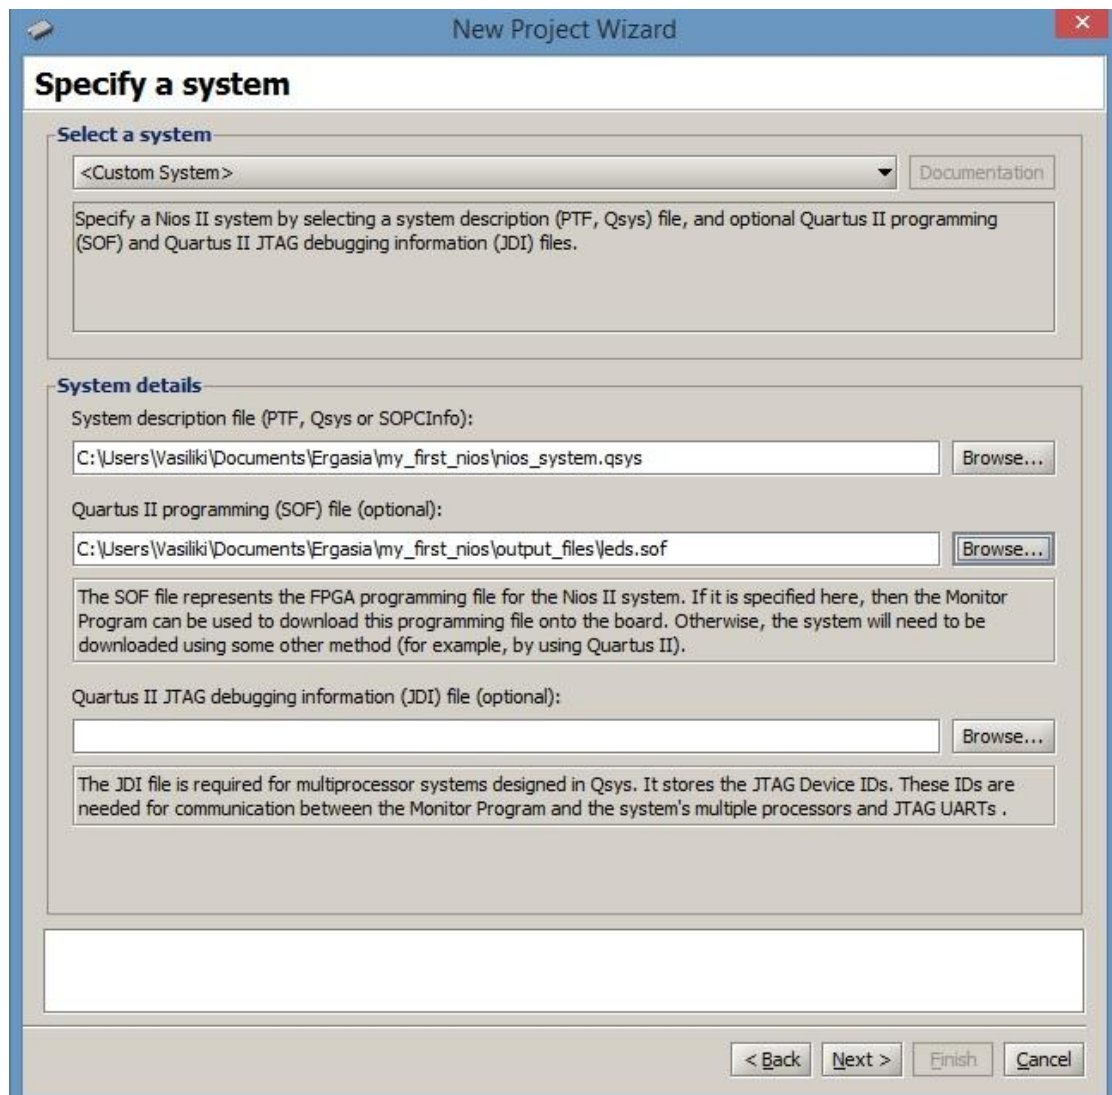 New Project Wizard
Specify a system
Select a system
<Custom System>
Documentation
Specify a Nios II system by selecting a system description (PTF, Qsys) file, and optional Quartus II programming
(SOF) and Quartus II JTAG debugging information (JDI) files.
System details
System description file (PTF, Qsys or SOPCInfo):
C:\Users\Vasiliki\Documents\Ergasia\my_first_nios\nios_system.qsys
Browse...
Quartus II programming (SOF) file (optional):
C:\Users\Vasiliki\Documents\Ergasia\my_first_nios\output_files\leds.sof
Browse...
The SOF file represents the FPGA programming file for the Nios II system. If it is specified here, then the Monitor
Program can be used to download this programming file onto the board. Otherwise, the system will need to be
downloaded using some other method (for example, by using Quartus II).
Quartus II JTAG debugging information (JDI) file (optional):
Browse...
The JDI file is required for multiprocessor systems designed in Qsys. It stores the JTAG Device IDs. These IDs are
needed for communication between the Monitor Program and the system's multiple processors and JTAG UARTs .
< Back
Next >
Finish
Cancel